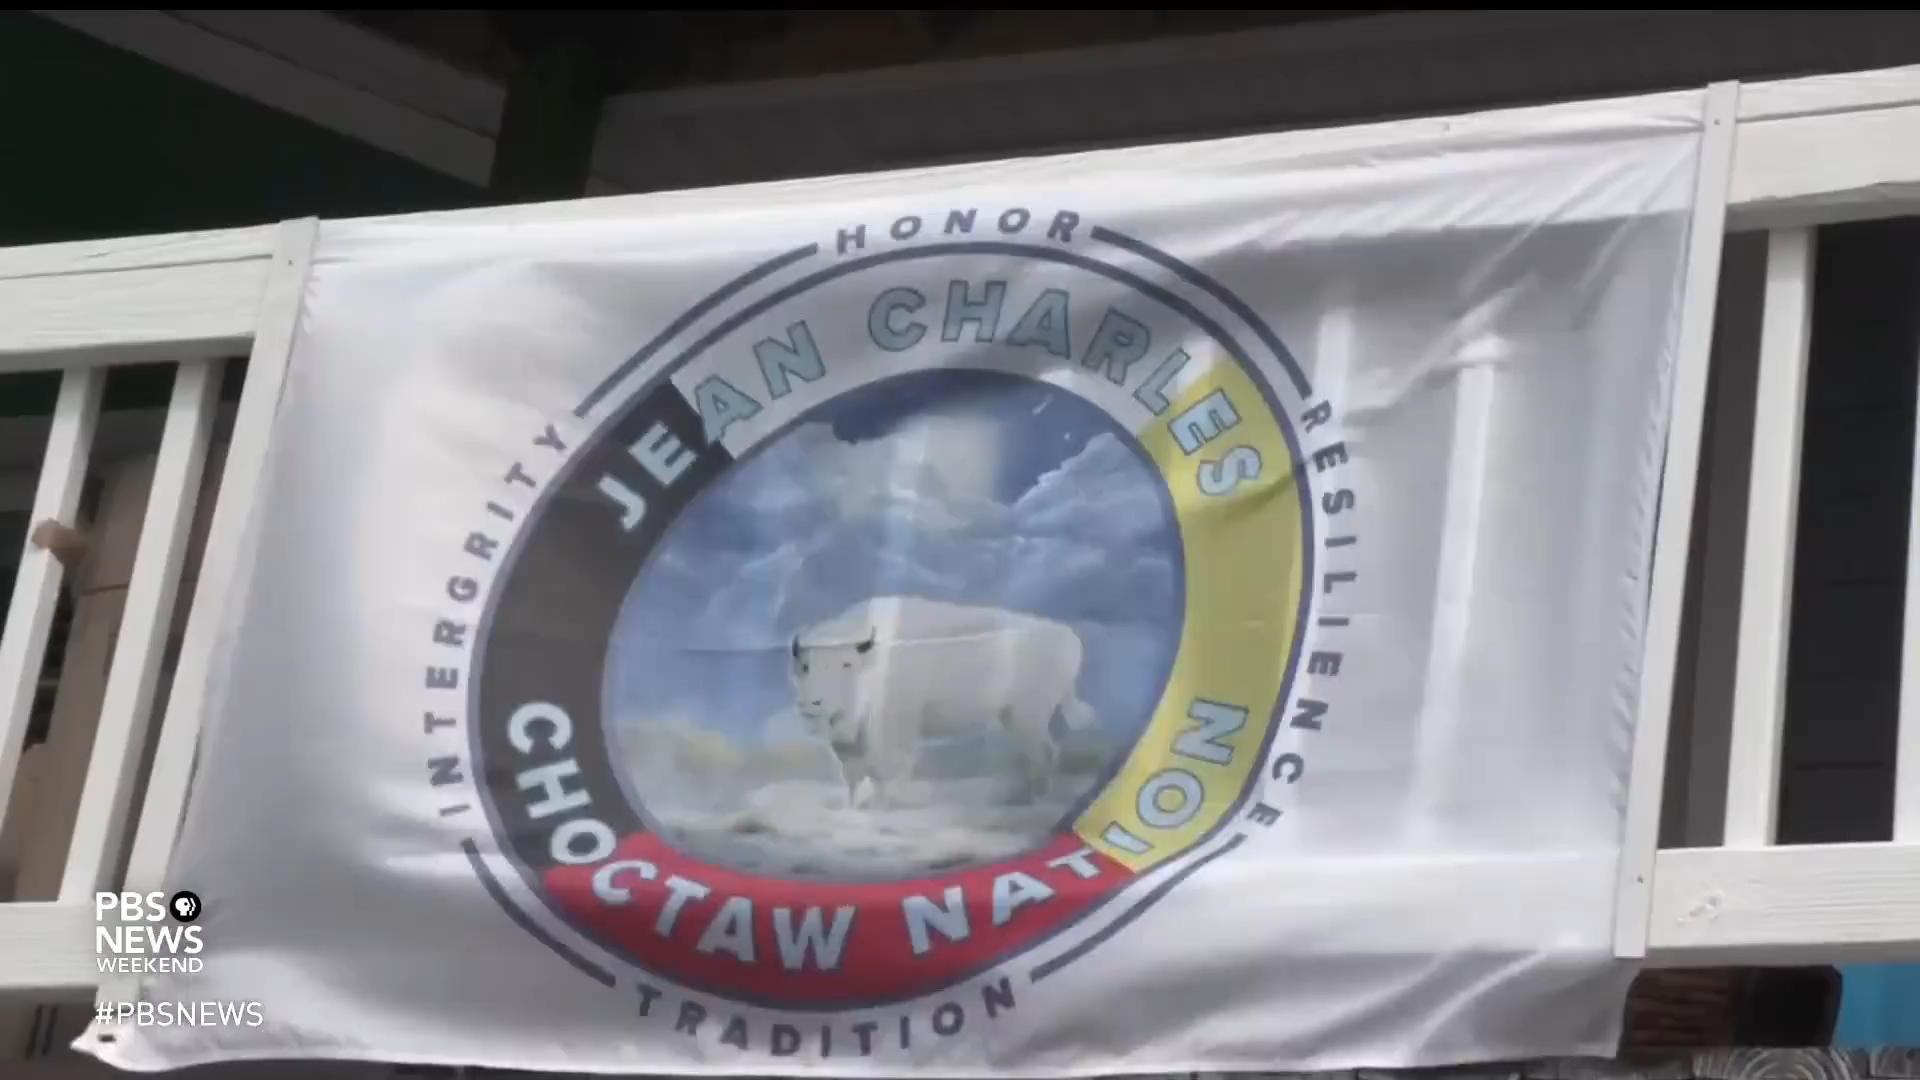 HONOR
JEAN CHARLES
CHOCTAW NATION
INTERGRITY
RESILIENCE
TRADITION
PBS
NEWS
WEEKEND
#PBSNEWS